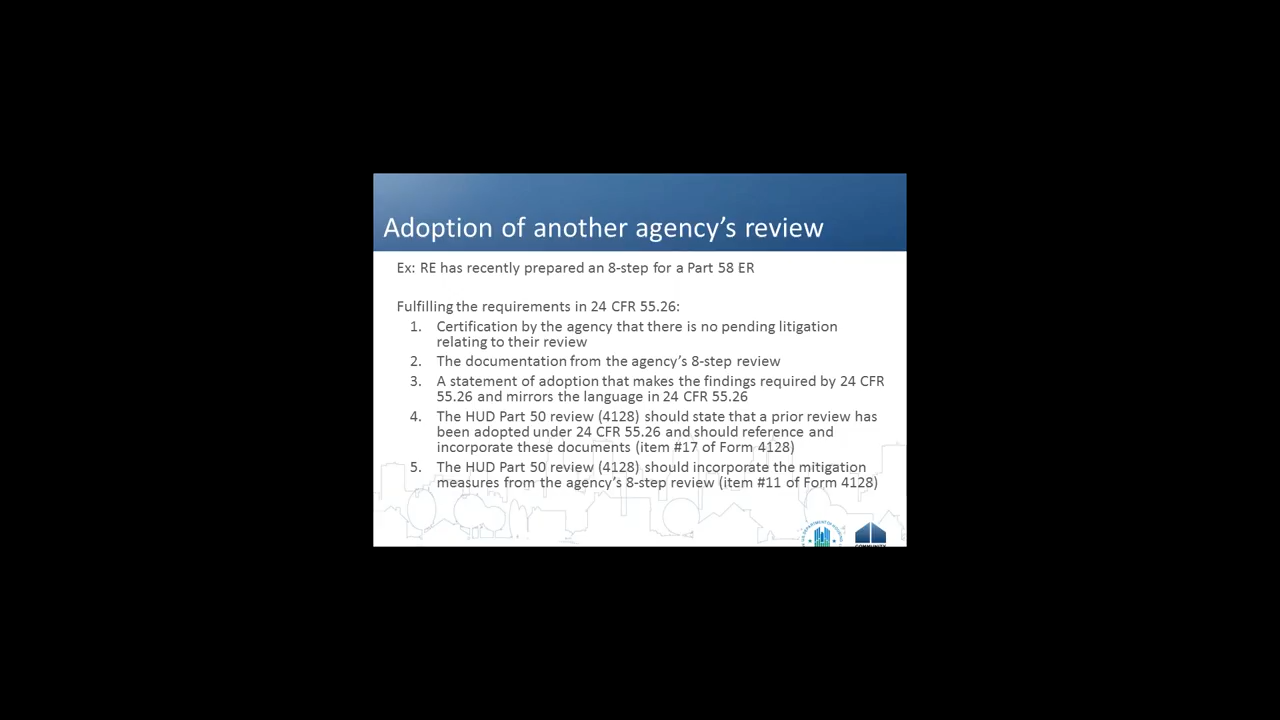 Adoption of another agency's review
Ex: RE has recently prepared an 8-step for a Part 58 ER
Fulfilling the requirements in 24 CFR 55.26:
1. Certification by the agency that there is no pending litigation
relating to their review
2. The documentation from the agency's 8-step review
3. A statement of adoption that makes the findings required by 24 CFR
55.26 and mirrors the language in 24 CFR 55.26
4. The HUD Part 50 review (4128) should state that a prior review has
been adopted under 24 CFR 55.26 and should reference and
incorporate these documents (item #17 of Form 4128)
5. The HUD Part 50 review (4128) should incorporate the mitigation
measures from the agency's 8-step review (item #11 of Form 4128)
COMMUNITY